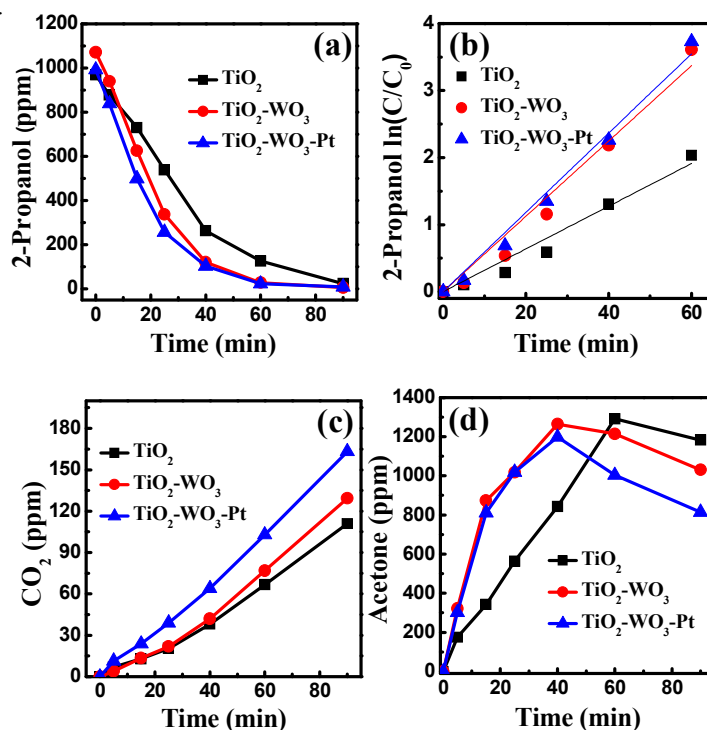 (a)
2-Propanol (ppm)
1200
1000
800
600
400
200
0
TiO2
TiO2-WO3
TiO2-WO3-Pt
0 20 40 60 80
Time (min)
(b)
2-Propanol ln(C/C0)
4
3
2
1
0
TiO2
TiO2-WO3
TiO2-WO3-Pt
0 20 40 60
Time (min)
(c)
CO2 (ppm)
180
150
120
90
60
30
0
TiO2
TiO2-WO3
TiO2-WO3-Pt
0 20 40 60 80
Time (min)
(d)
Acetone (ppm)
1400
1200
1000
800
600
400
200
0
TiO2
TiO2-WO3
TiO2-WO3-Pt
0 20 40 60 80
Time (min)